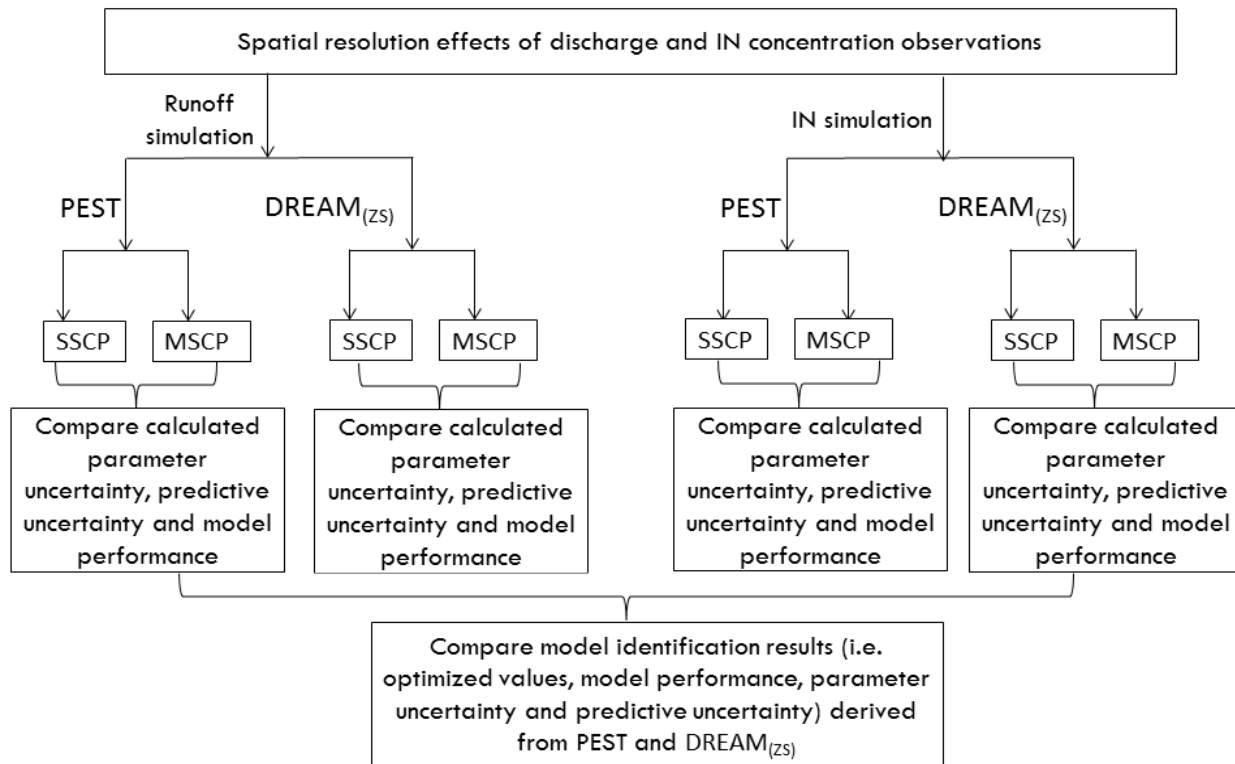 Spatial resolution effects of discharge and IN concentration observations
Runoff
simulation
IN simulation
PEST
DREAM(ZS)
PEST
DREAM(ZS)
SSCP
MSCP
SSCP
MSCP
SSCP
MSCP
SSCP
MSCP
Compare calculated
parameter
uncertainty, predictive
uncertainty and model
performance
Compare calculated
parameter
uncertainty, predictive
uncertainty and model
performance
Compare calculated
parameter
uncertainty, predictive
uncertainty and model
performance
Compare calculated
parameter
uncertainty, predictive
uncertainty and model
performance
Compare model identification results (i.e.
optimized values, model performance, parameter
uncertainty and predictive uncertainty) derived
from PEST and DREAM(ZS)